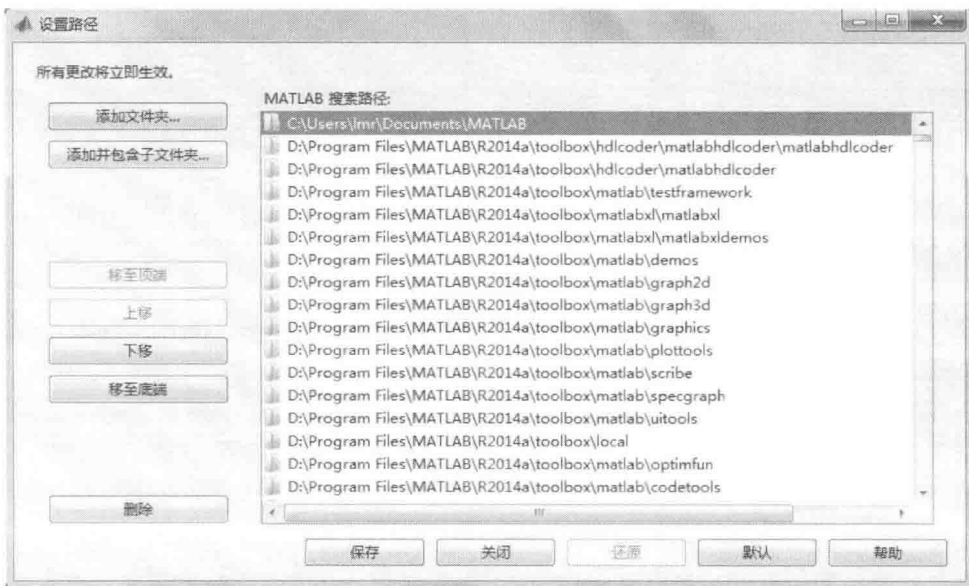 设置路径
所有更改将立即生效。
添加文件夹...
添加并包含子文件夹...
移至顶端
上移
下移
移至底端
删除
MATLAB 搜索路径:
C:\Users\lmr\Documents\MATLAB
D:\Program Files\MATLAB\R2014a\toolbox\hdlcoder\matlabhdlcoder\matlabhdlcoder
D:\Program Files\MATLAB\R2014a\toolbox\hdlcoder\matlabhdlcoder
D:\Program Files\MATLAB\R2014a\toolbox\matlab\testframework
D:\Program Files\MATLAB\R2014a\toolbox\matlabxl\matlabxl
D:\Program Files\MATLAB\R2014a\toolbox\matlabxl\matlabxldemos
D:\Program Files\MATLAB\R2014a\toolbox\matlab\demos
D:\Program Files\MATLAB\R2014a\toolbox\matlab\graph2d
D:\Program Files\MATLAB\R2014a\toolbox\matlab\graph3d
D:\Program Files\MATLAB\R2014a\toolbox\matlab\graphics
D:\Program Files\MATLAB\R2014a\toolbox\matlab\plottools
D:\Program Files\MATLAB\R2014a\toolbox\matlab\scribe
D:\Program Files\MATLAB\R2014a\toolbox\matlab\specgraph
D:\Program Files\MATLAB\R2014a\toolbox\matlab\uitools
D:\Program Files\MATLAB\R2014a\toolbox\local
D:\Program Files\MATLAB\R2014a\toolbox\matlab\optimfun
D:\Program Files\MATLAB\R2014a\toolbox\matlab\codetools
保存 关闭 还原 默认 帮助